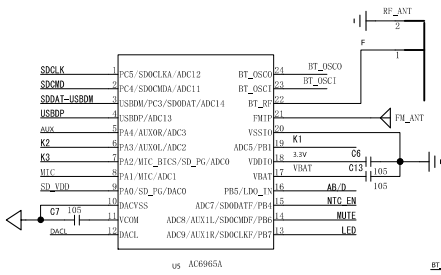 RF_ANT
2
F
1
SDCLK 1 PC5/SD0CLKA/ADC12 BT_OSCO 24 BT_OSCO
SDCMD 2 PC4/SD0CMDA/ADC11 BT_OSCI 23 BT_OSCI
SDDAT-USBDM 3 USBDM/PC3/SD0DAT/ADC14 BT_RF 22
USBDP 4 USBDP/ADC13 FMIP 21 FM_ANT
AUX 5 PA4/AUX0R/ADC3 VSSIO 20
K2 6 PA3/AUX0L/ADC2 ADC5/PB1 19 K1
K3 7 PA2/MIC_BICS/SD_PG/ADC0 VDDIO 18 3.3V C6
MIC 8 PA1/MIC/ADC1 VBAT 17 VBAT C13 105
SD_VDD 9 PA0/SD_PG/DAC0 PB5/LDO_IN 16 AB/D 105
10 DACVSS ADC7/SD0DATF/PB4 15 NTC_EN
C7 105 11 VCOM ADC8/AUX1L/SD0CMDF/PB6 14 MUTE
DACL 12 DACL ADC9/AUX1R/SD0CLKF/PB7 13 LED
U5 AC6965A
BT_